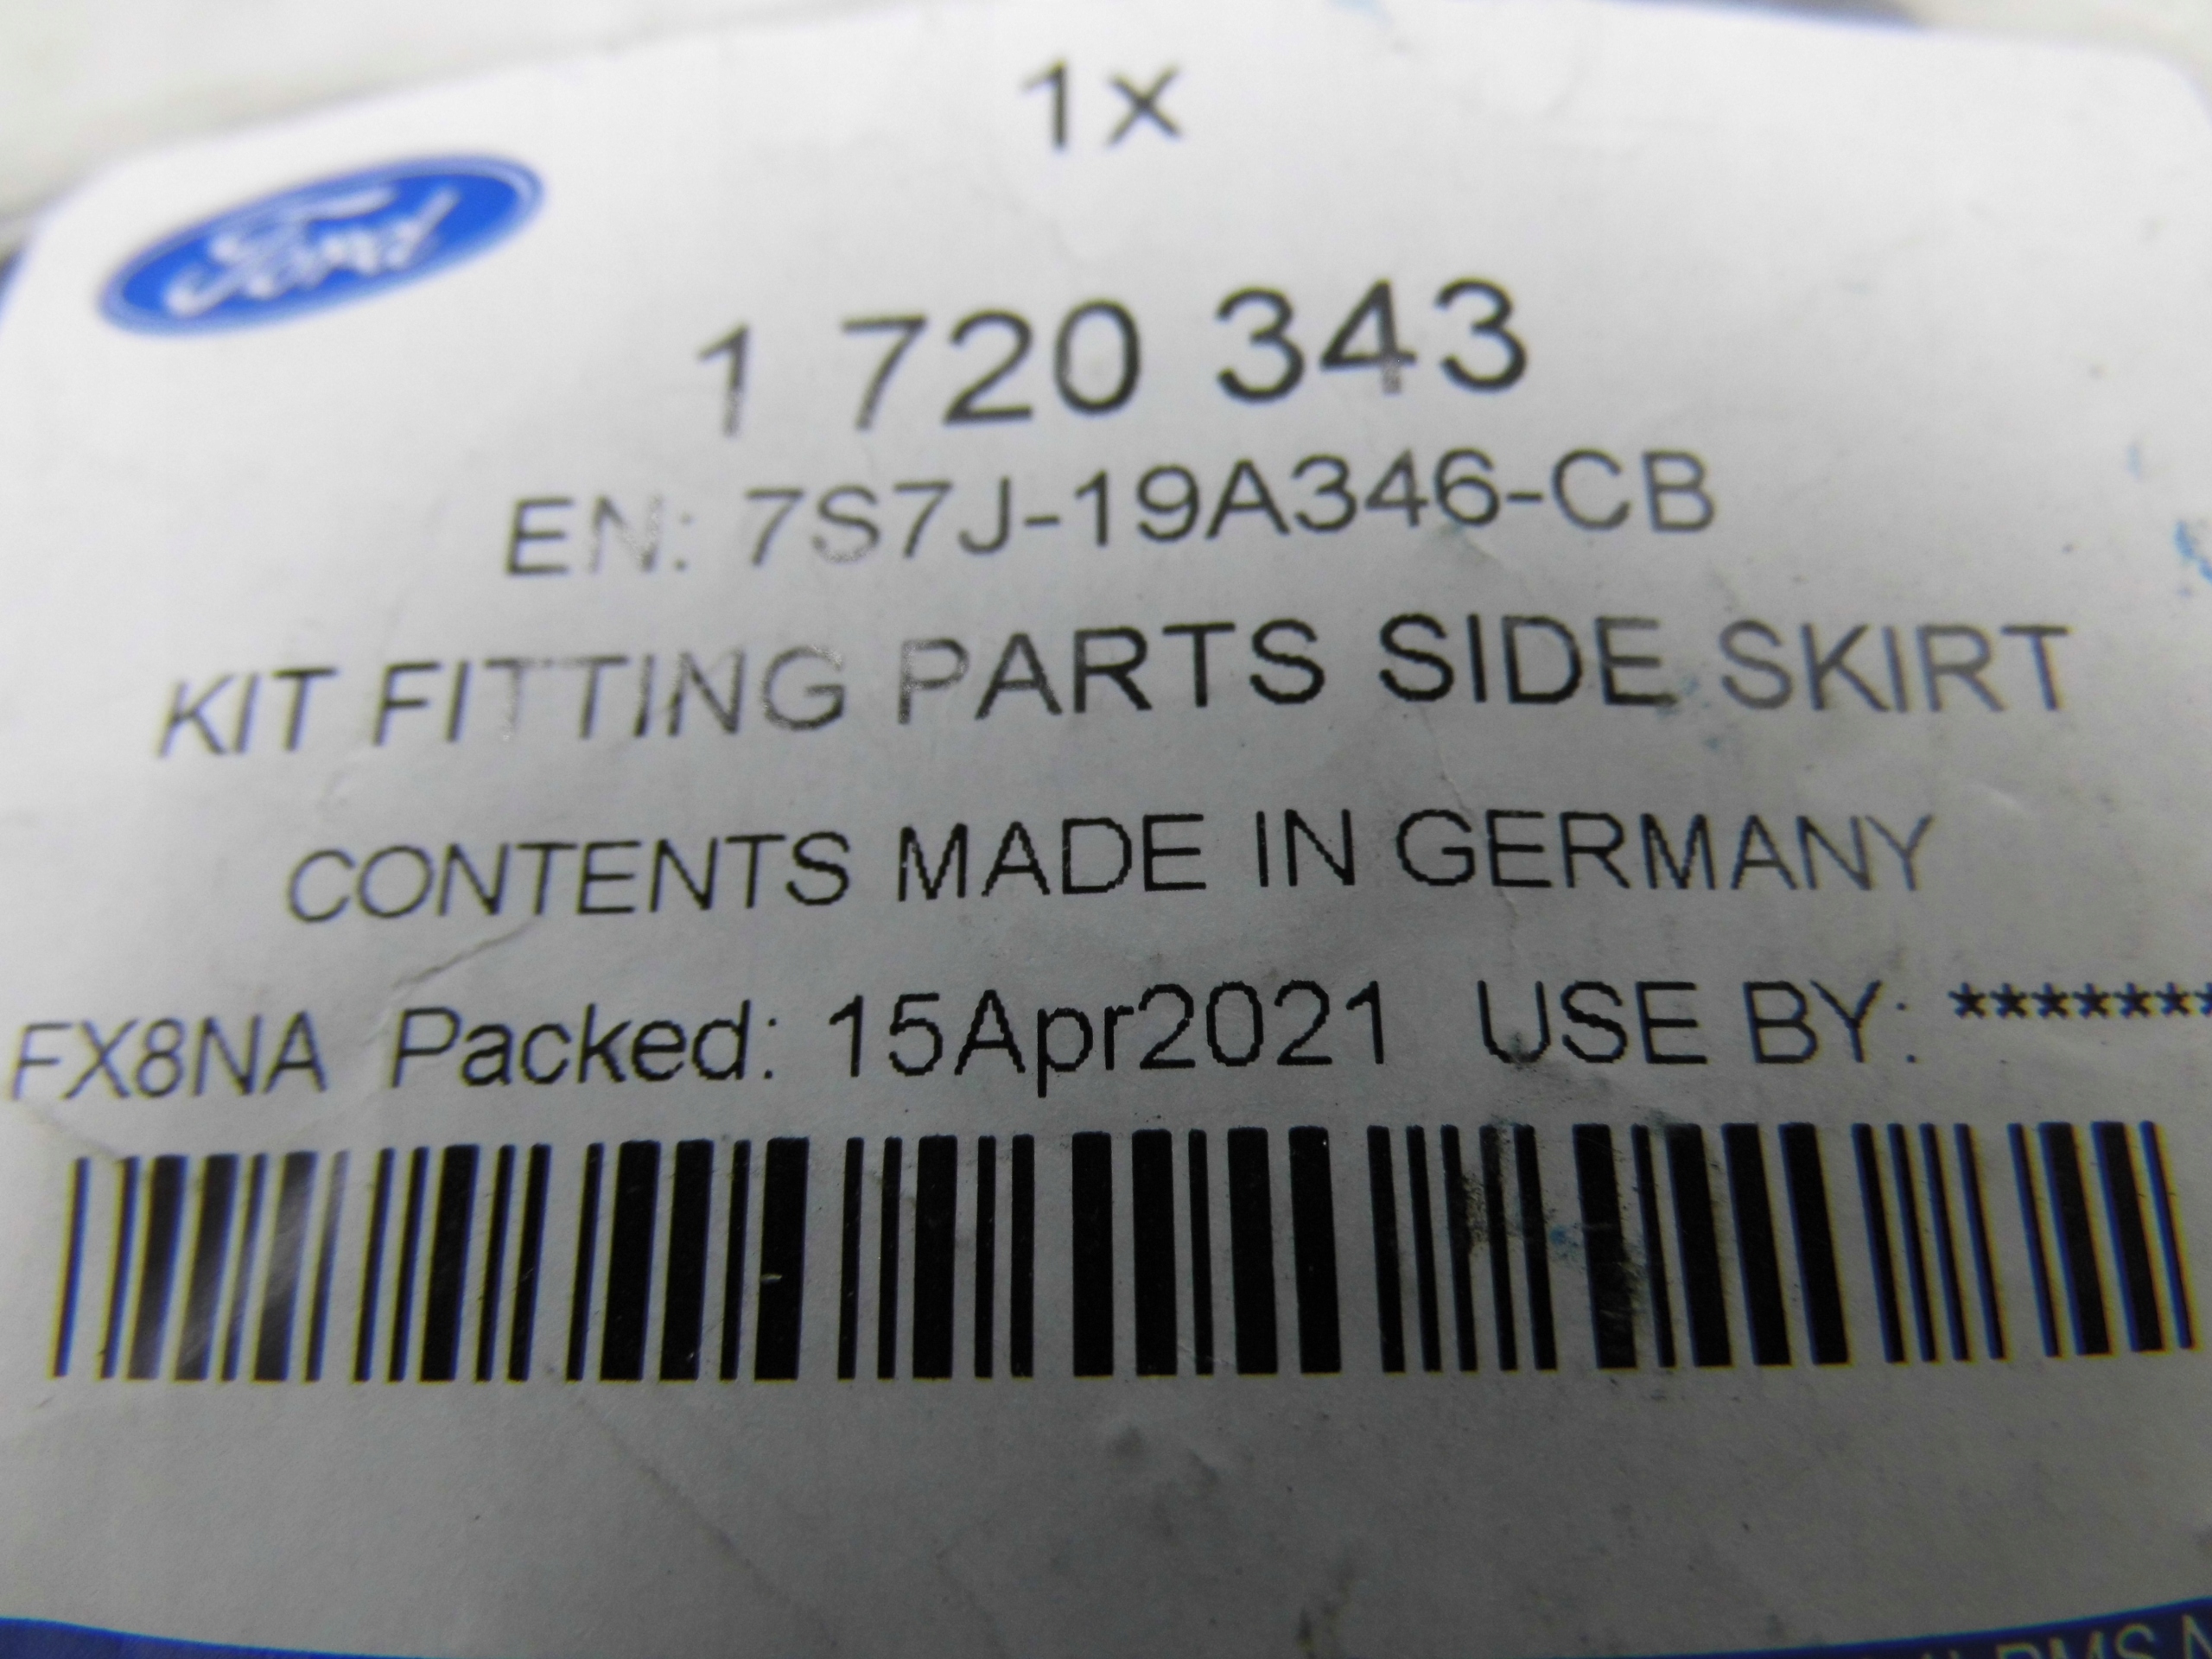 1x
Ford
1 720 343
EN: 7S7J-19A346-CB
KIT FITTING PARTS SIDE SKIRT
CONTENTS MADE IN GERMANY
FX8NA Packed: 15Apr2021 USE BY: *******